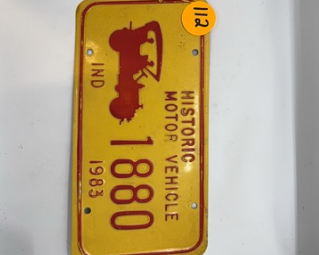 112
HISTORIC
MOTOR VEHICLE
1880
IND 1983